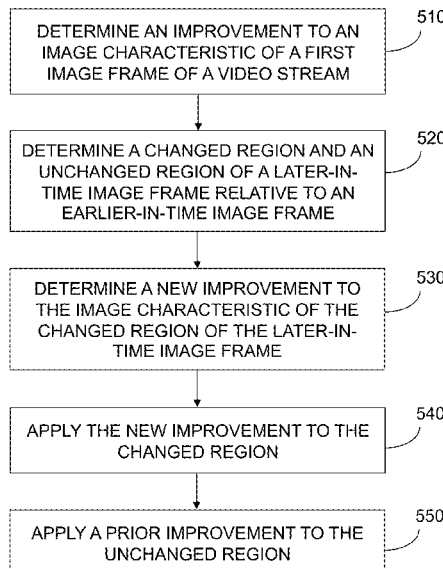 510
DETERMINE AN IMPROVEMENT TO AN
IMAGE CHARACTERISTIC OF A FIRST
IMAGE FRAME OF A VIDEO STREAM
520
DETERMINE A CHANGED REGION AND AN
UNCHANGED REGION OF A LATER-IN-
TIME IMAGE FRAME RELATIVE TO AN
EARLIER-IN-TIME IMAGE FRAME
530
DETERMINE A NEW IMPROVEMENT TO
THE IMAGE CHARACTERISTIC OF THE
CHANGED REGION OF THE LATER-IN-
TIME IMAGE FRAME
540
APPLY THE NEW IMPROVEMENT TO THE
CHANGED REGION
550
APPLY A PRIOR IMPROVEMENT TO THE
UNCHANGED REGION